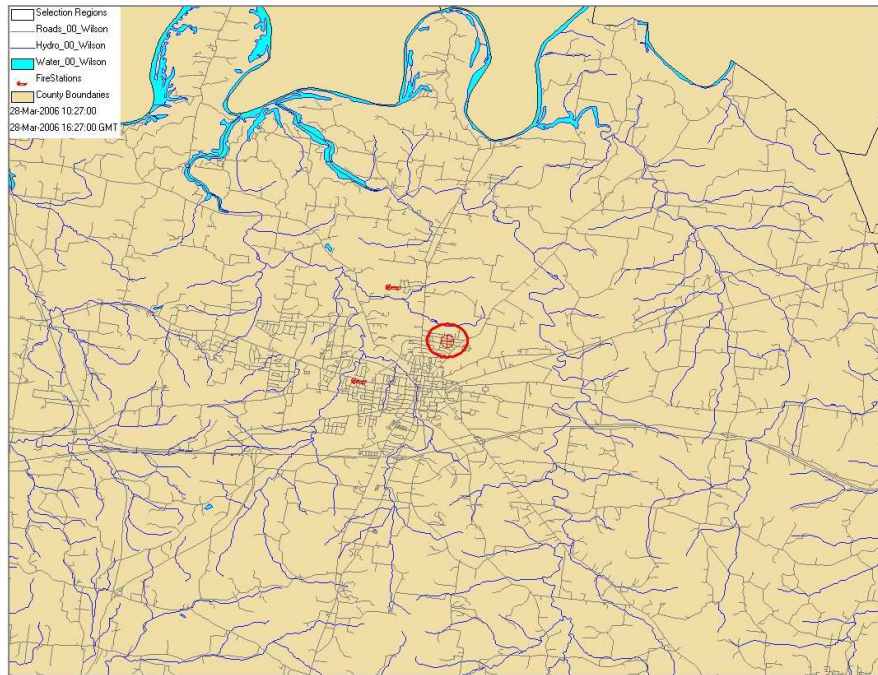 Selection Regions
Roads_00_Wilson
Hydro_00_Wilson
Water_00_Wilson
FireStations
County Boundaries
28-Mar-2006 10:27:00
28-Mar-2006 16:27:00 GMT